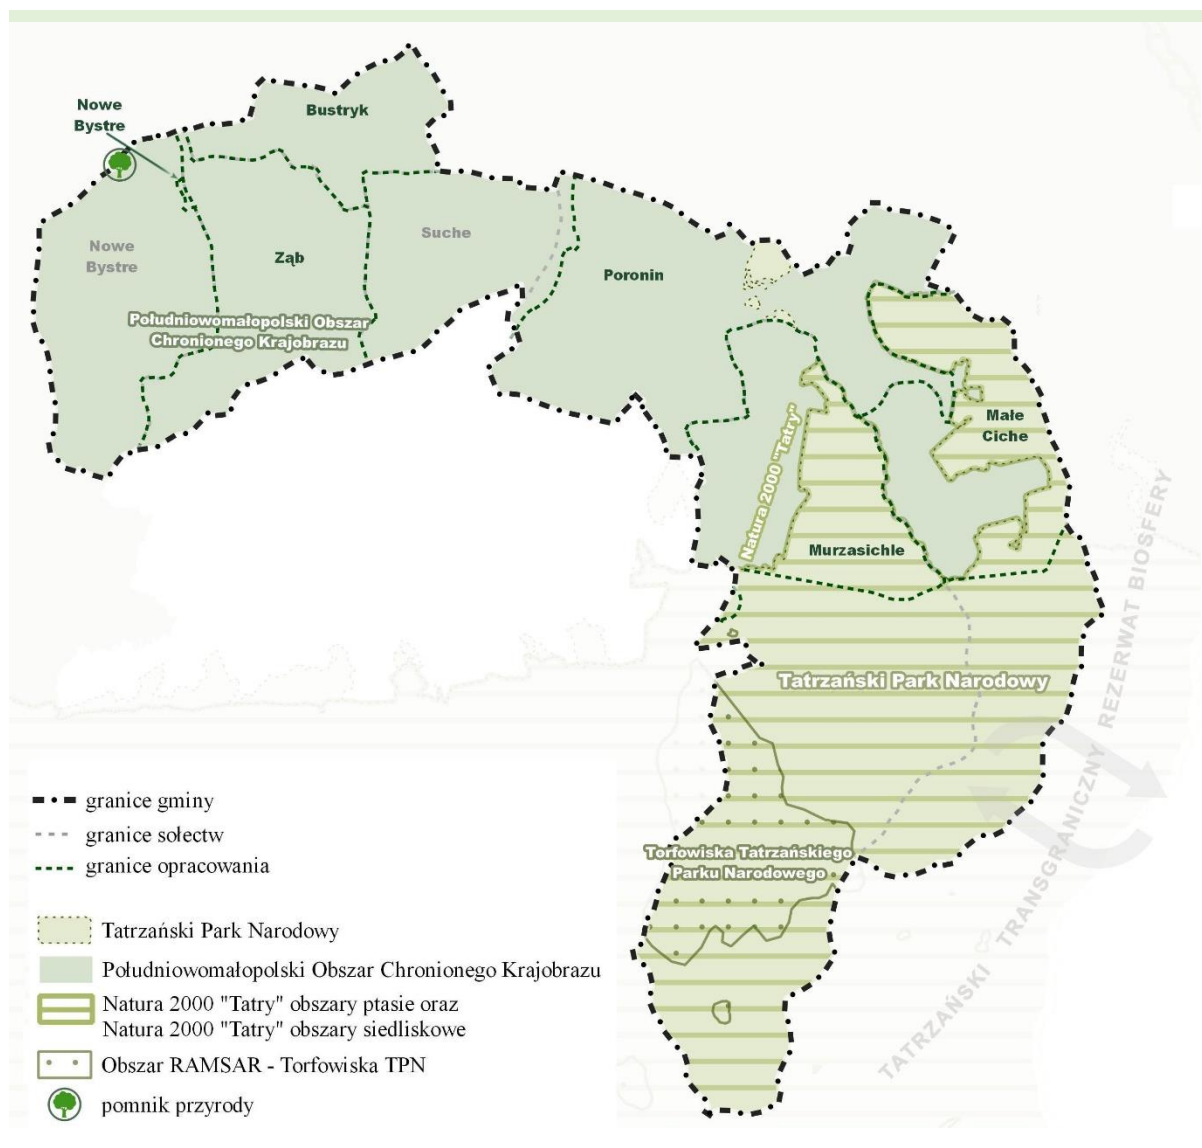 Nowe
Bystre
Bustryk
Nowe
Bystre
Ząb
Suche
Poronin
Południowomałopolski Obszar
Chronionego Krajobrazu
Małe
Ciche
Natura 2000 "Tatry"
Murzasichle
Tatrzański Park Narodowy
Torfowiska Tatrzańskiego
Parku Narodowego
TATRZAŃSKI TRANSGRANICZNY REZERWAT BIOSFERY
granice gminy
granice sołectw
granice opracowania
Tatrzański Park Narodowy
Południowomałopolski Obszar Chronionego Krajobrazu
Natura 2000 "Tatry" obszary ptasie oraz
Natura 2000 "Tatry" obszary siedliskowe
Obszar RAMSAR - Torfowiska TPN
pomnik przyrody